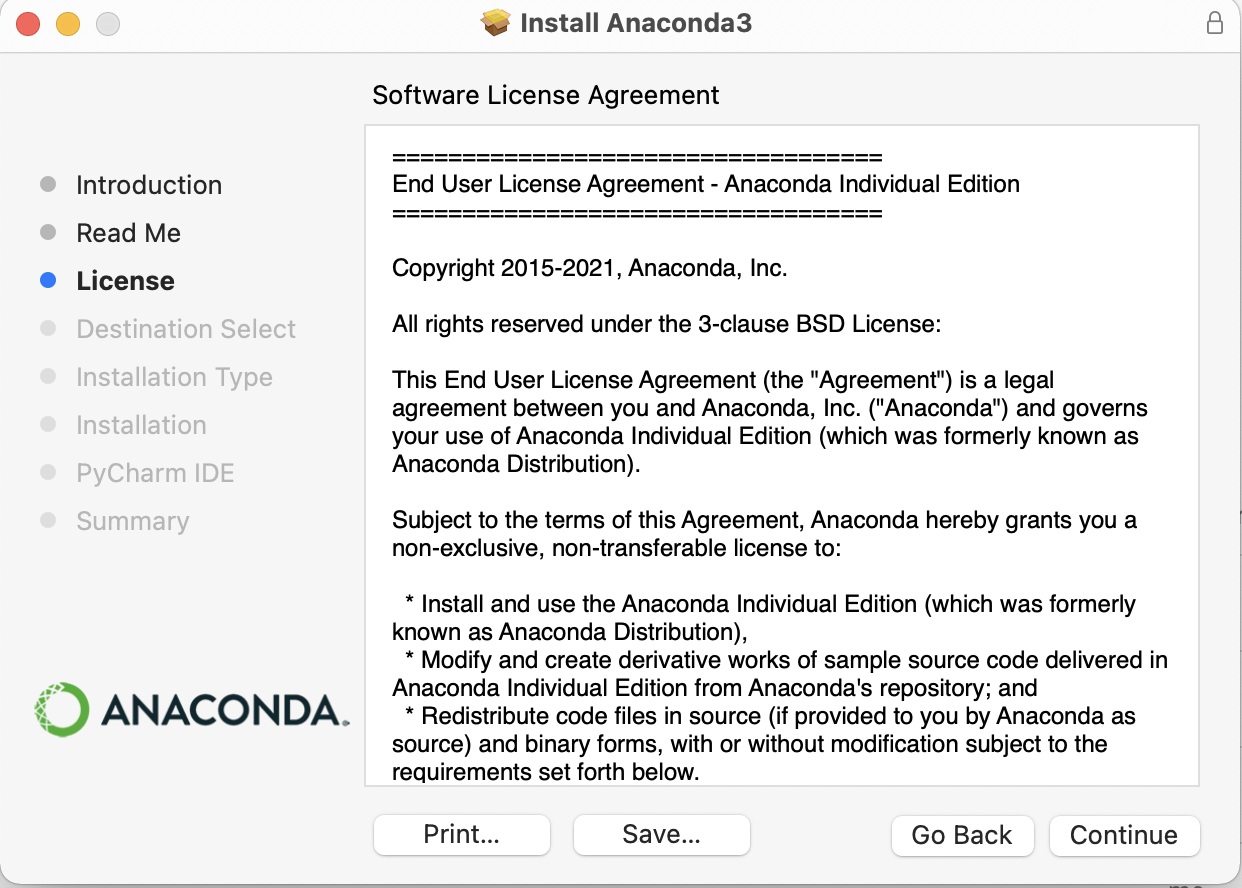 Install Anaconda3
Software License Agreement
Introduction
Read Me
License
Destination Select
Installation Type
Installation
PyCharm IDE
Summary
ANACONDA.
===================================
End User License Agreement - Anaconda Individual Edition
===================================
Copyright 2015-2021, Anaconda, Inc.
All rights reserved under the 3-clause BSD License:
This End User License Agreement (the "Agreement") is a legal
agreement between you and Anaconda, Inc. ("Anaconda") and governs
your use of Anaconda Individual Edition (which was formerly known as
Anaconda Distribution).
Subject to the terms of this Agreement, Anaconda hereby grants you a
non-exclusive, non-transferable license to:
* Install and use the Anaconda Individual Edition (which was formerly
known as Anaconda Distribution),
* Modify and create derivative works of sample source code delivered in
Anaconda Individual Edition from Anaconda's repository; and
* Redistribute code files in source (if provided to you by Anaconda as
source) and binary forms, with or without modification subject to the
requirements set forth below.
Print...
Save...
Go Back
Continue